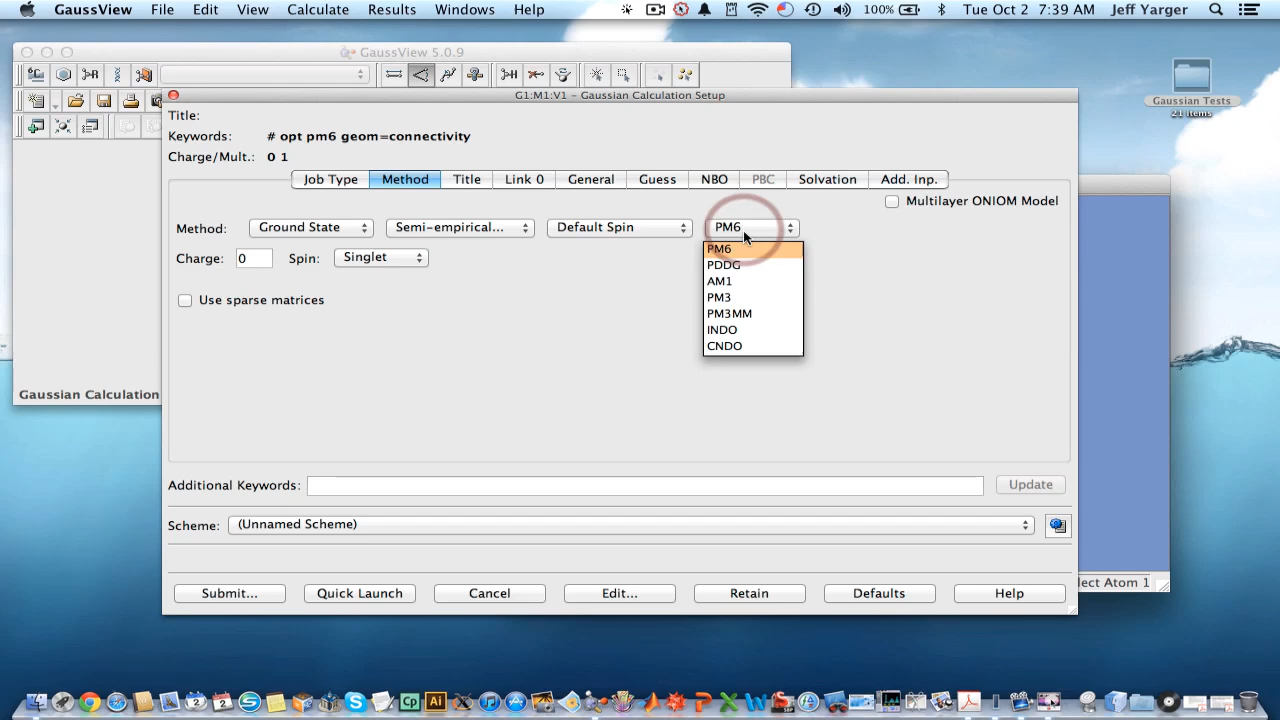 GaussView File Edit View Calculate Results Windows Help 100% Tue Oct 2 7:39 AM Jeff Yarger
GaussView 5.0.9
G1:M1:V1 - Gaussian Calculation Setup
Gaussian Tests
21 items
Title:
Keywords: # opt pm6 geom=connectivity
Charge/Mult.: 0 1
Job Type Method Title Link 0 General Guess NBO PBC Solvation Add. Inp.
Multilayer ONIOM Model
Method: Ground State Semi-empirical... Default Spin PM6
PM6
Charge: 0 Spin: Singlet
PDDG
AM1
Use sparse matrices
PM3
PM3MM
INDO
CNDO
Gaussian Calculation
Additional Keywords: Update
Scheme: (Unnamed Scheme)
lect Atom 1
Submit... Quick Launch Cancel Edit... Retain Defaults Help